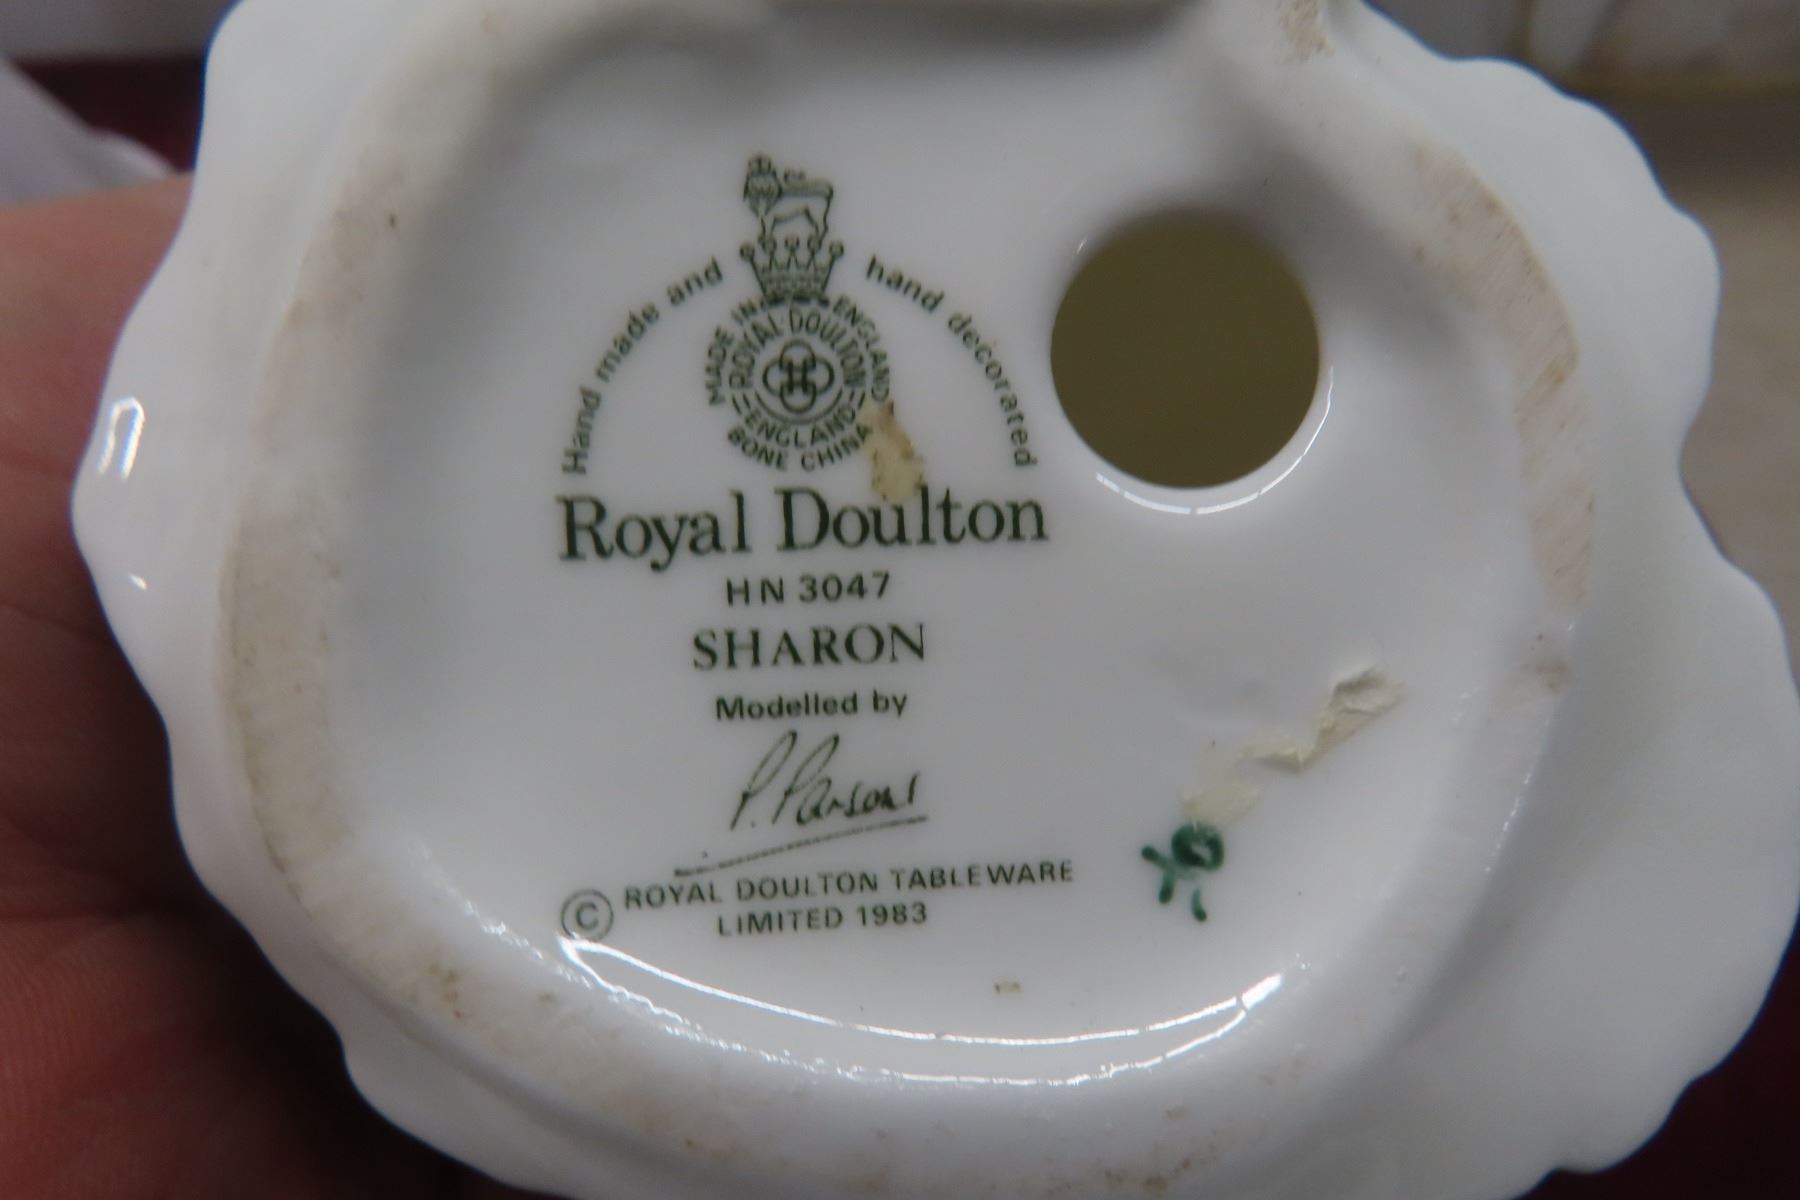 Hand made and hand decorated
MADE IN ENGLAND
ROYAL DOULTON
ENGLAND
BONE CHINA
Royal Doulton
HN 3047
SHARON
Modelled by
P. Parsons
© ROYAL DOULTON TABLEWARE
LIMITED 1983